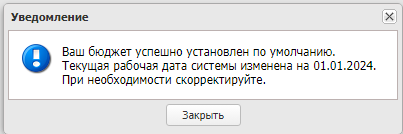 Уведомление
Ваш бюджет успешно установлен по умолчанию.
Текущая рабочая дата системы изменена на 01.01.2024.
При необходимости скорректируйте.
Закрыть